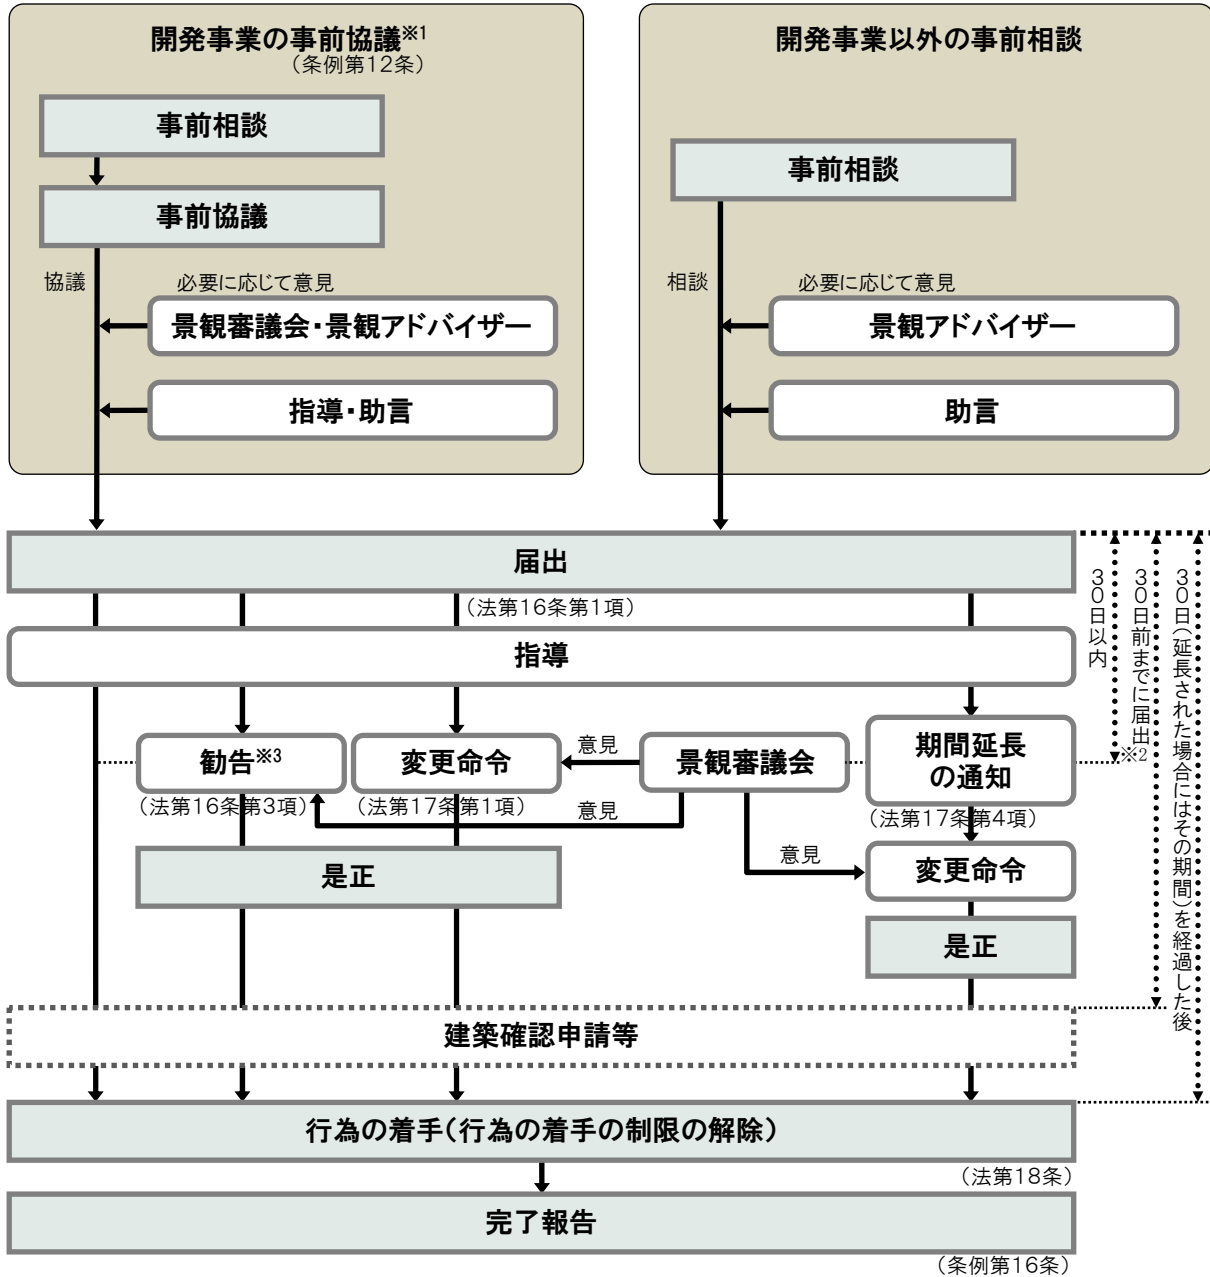 開発事業の事前協議※1
（条例第12条）
事前相談
事前協議
協議
必要に応じて意見
景観審議会・景観アドバイザー
指導・助言
開発事業以外の事前相談
事前相談
相談
必要に応じて意見
景観アドバイザー
助言
届出
（法第16条第1項）
指導
勧告※3
（法第16条第3項）
変更命令
（法第17条第1項）
意見
景観審議会
意見
期間延長
の通知
（法第17条第4項）
意見
変更命令
是正
是正
建築確認申請等
行為の着手（行為の着手の制限の解除）
（法第18条）
完了報告
（条例第16条）
30日以内
30日前までに届出※2
30日（延長された場合にはその期間）を経過した後